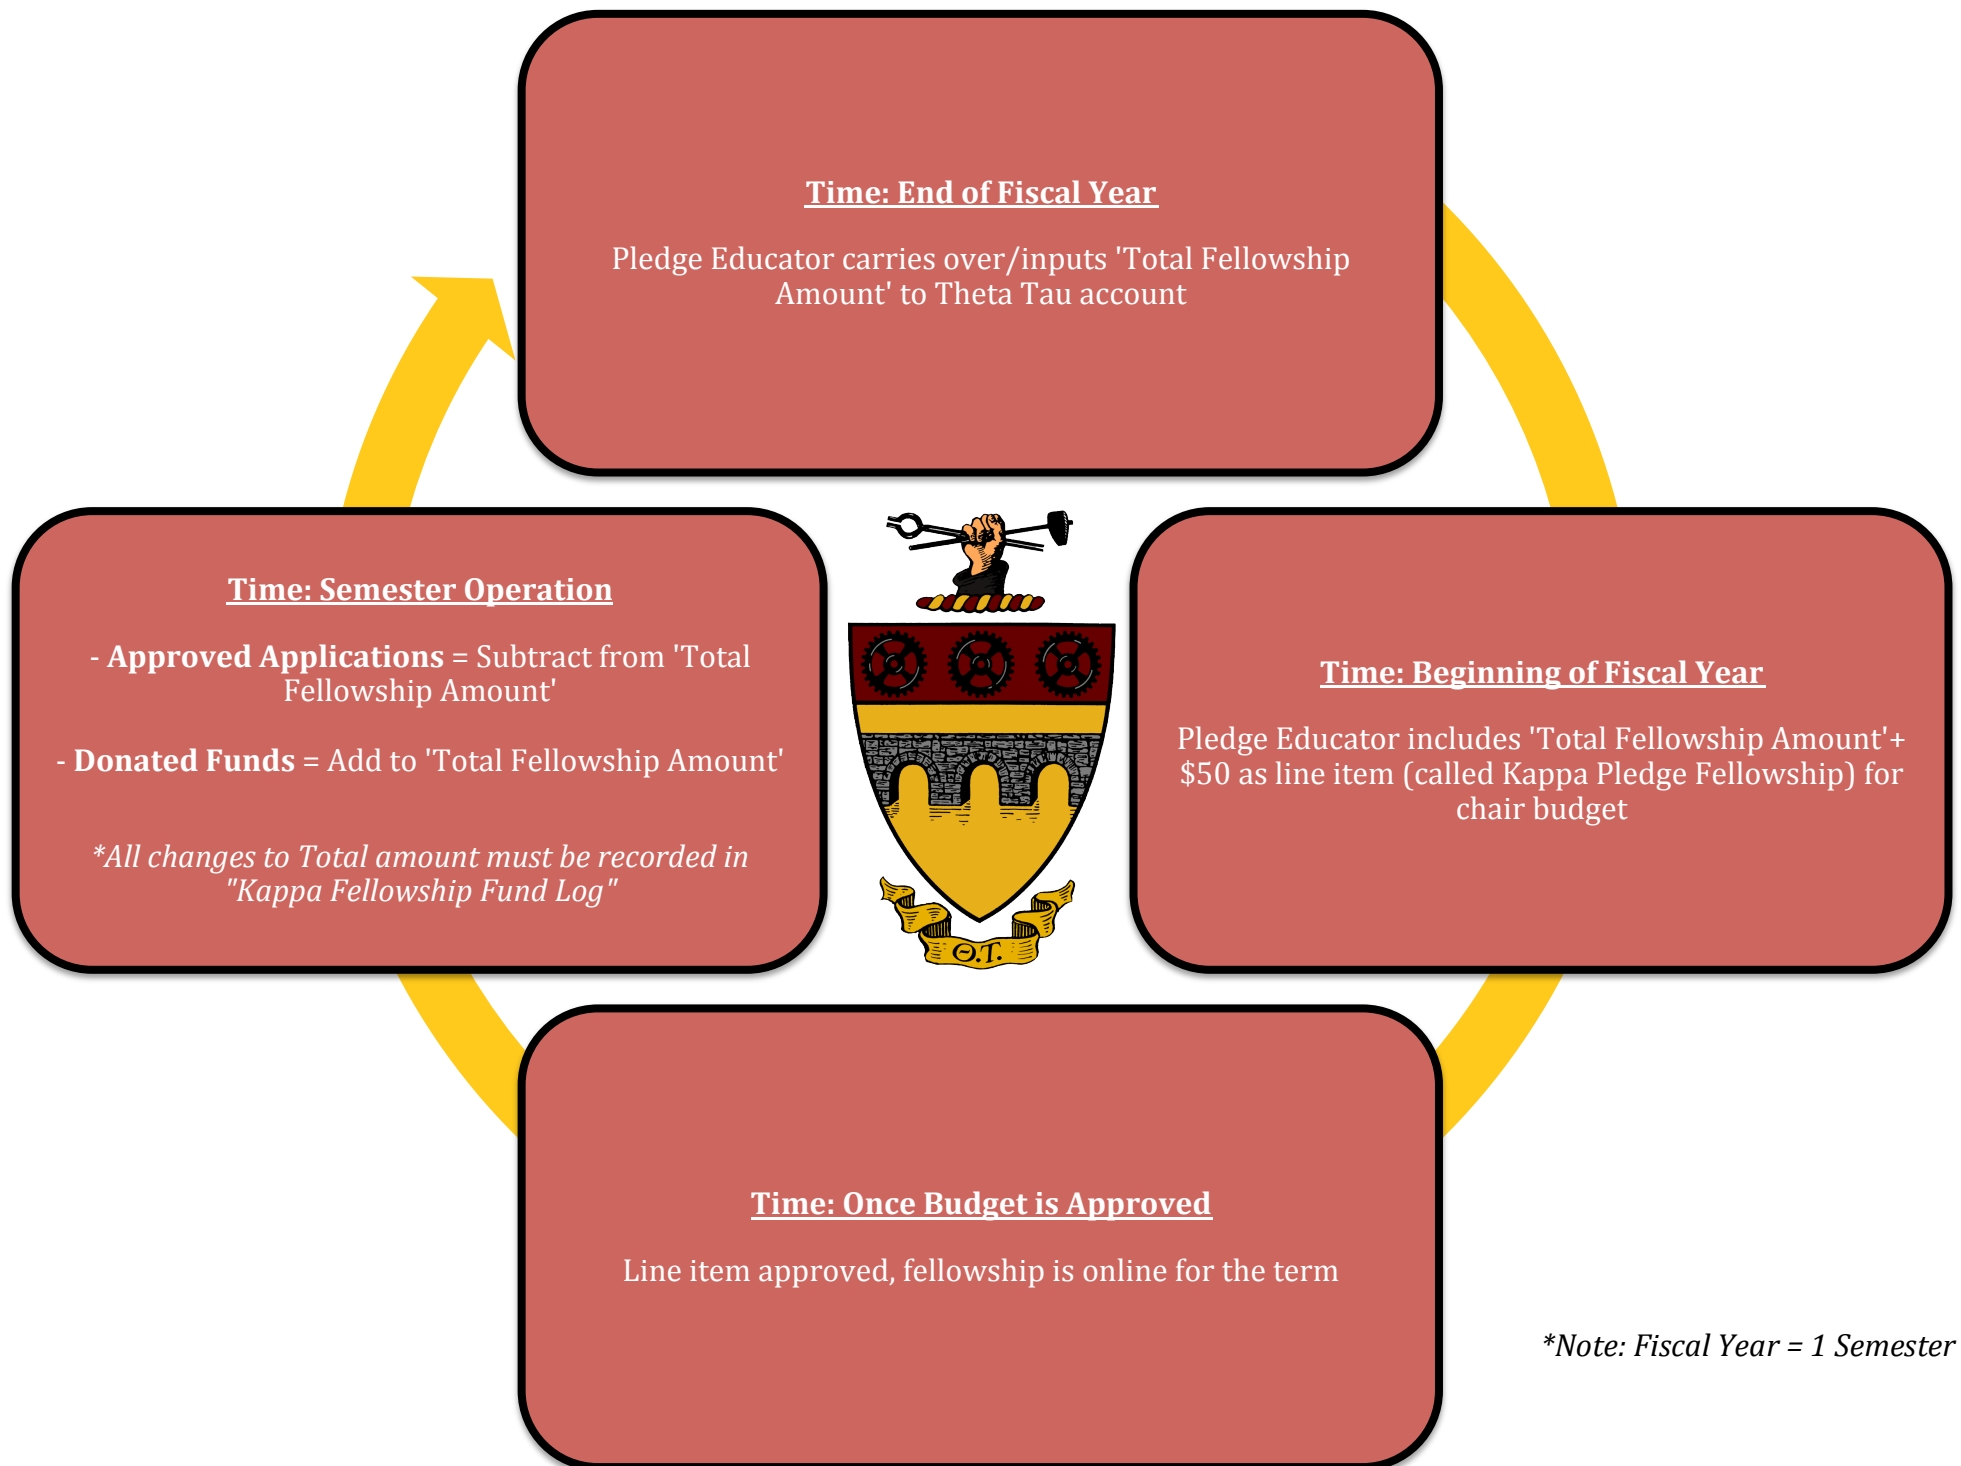 Time: End of Fiscal Year
Pledge Educator carries over/inputs 'Total Fellowship
Amount' to Theta Tau account
Time: Beginning of Fiscal Year
Pledge Educator includes 'Total Fellowship Amount'+
$50 as line item (called Kappa Pledge Fellowship) for
chair budget
Time: Once Budget is Approved
Line item approved, fellowship is online for the term
Time: Semester Operation
- Approved Applications = Subtract from 'Total
Fellowship Amount'
- Donated Funds = Add to 'Total Fellowship Amount'
*All changes to Total amount must be recorded in
"Kappa Fellowship Fund Log"
Θ.Τ.
*Note: Fiscal Year = 1 Semester